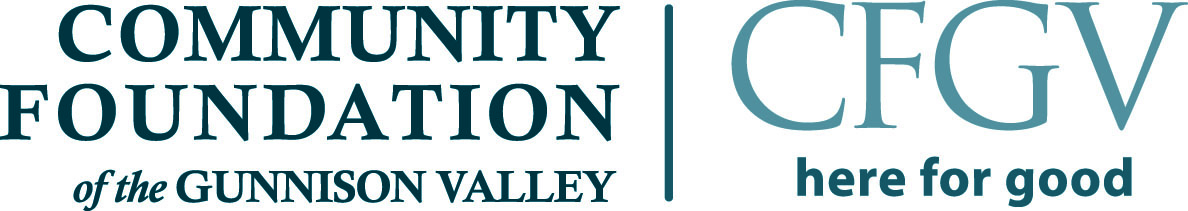 COMMUNITY
FOUNDATION
of the GUNNISON VALLEY
CFGV
here for good